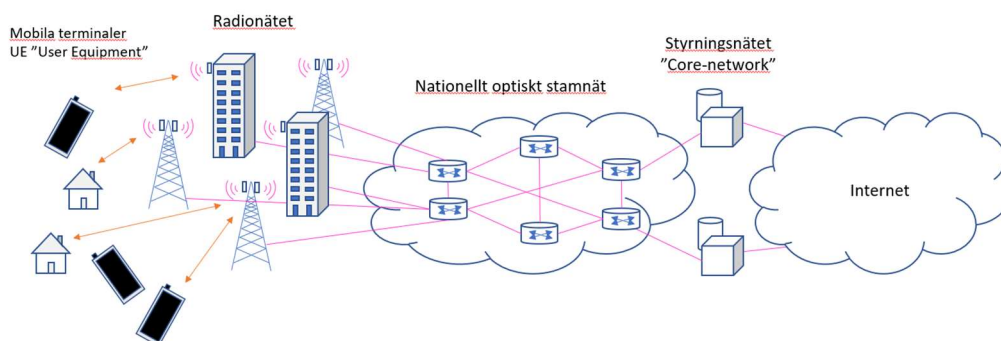 Mobila terminaler
UE ”User Equipment”
Radionätet
Nationellt optiskt stamnät
Styrningsnätet
”Core-network”
Internet